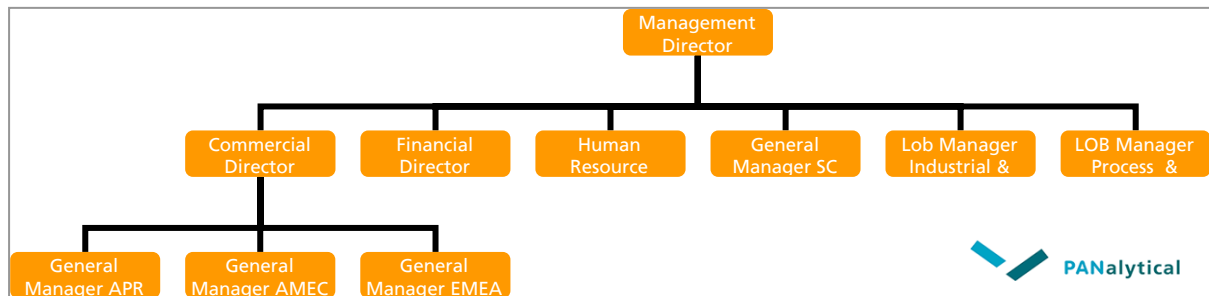 Management
Director
Commercial
Director
Financial
Director
Human
Resource
General
Manager SC
Lob Manager
Industrial &
LOB Manager
Process &
General
Manager APR
General
Manager AMEC
General
Manager EMEA
PANalytical